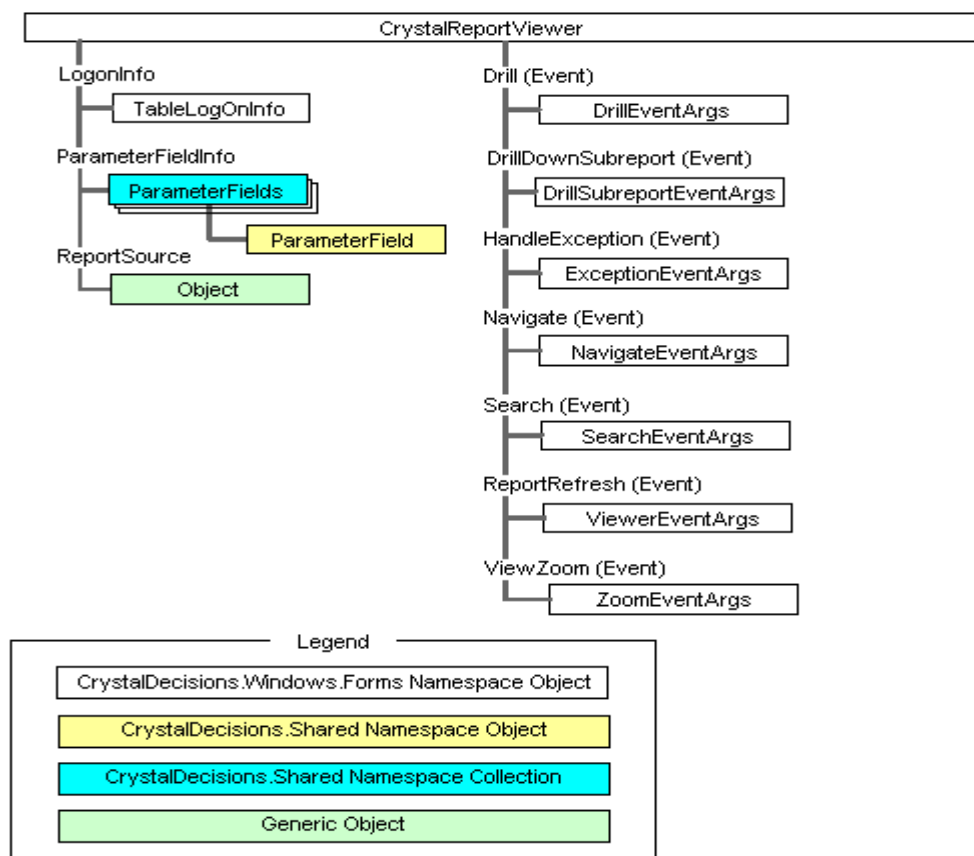 CrystalReportViewer
LogonInfo
TableLogOnInfo
ParameterFieldInfo
ParameterFields
ParameterField
ReportSource
Object
Drill (Event)
DrillEventArgs
DrillDownSubreport (Event)
DrillSubreportEventArgs
HandleException (Event)
ExceptionEventArgs
Navigate (Event)
NavigateEventArgs
Search (Event)
SearchEventArgs
ReportRefresh (Event)
ViewerEventArgs
ViewZoom (Event)
ZoomEventArgs
Legend
CrystalDecisions.Windows.Forms Namespace Object
CrystalDecisions.Shared Namespace Object
CrystalDecisions.Shared Namespace Collection
Generic Object